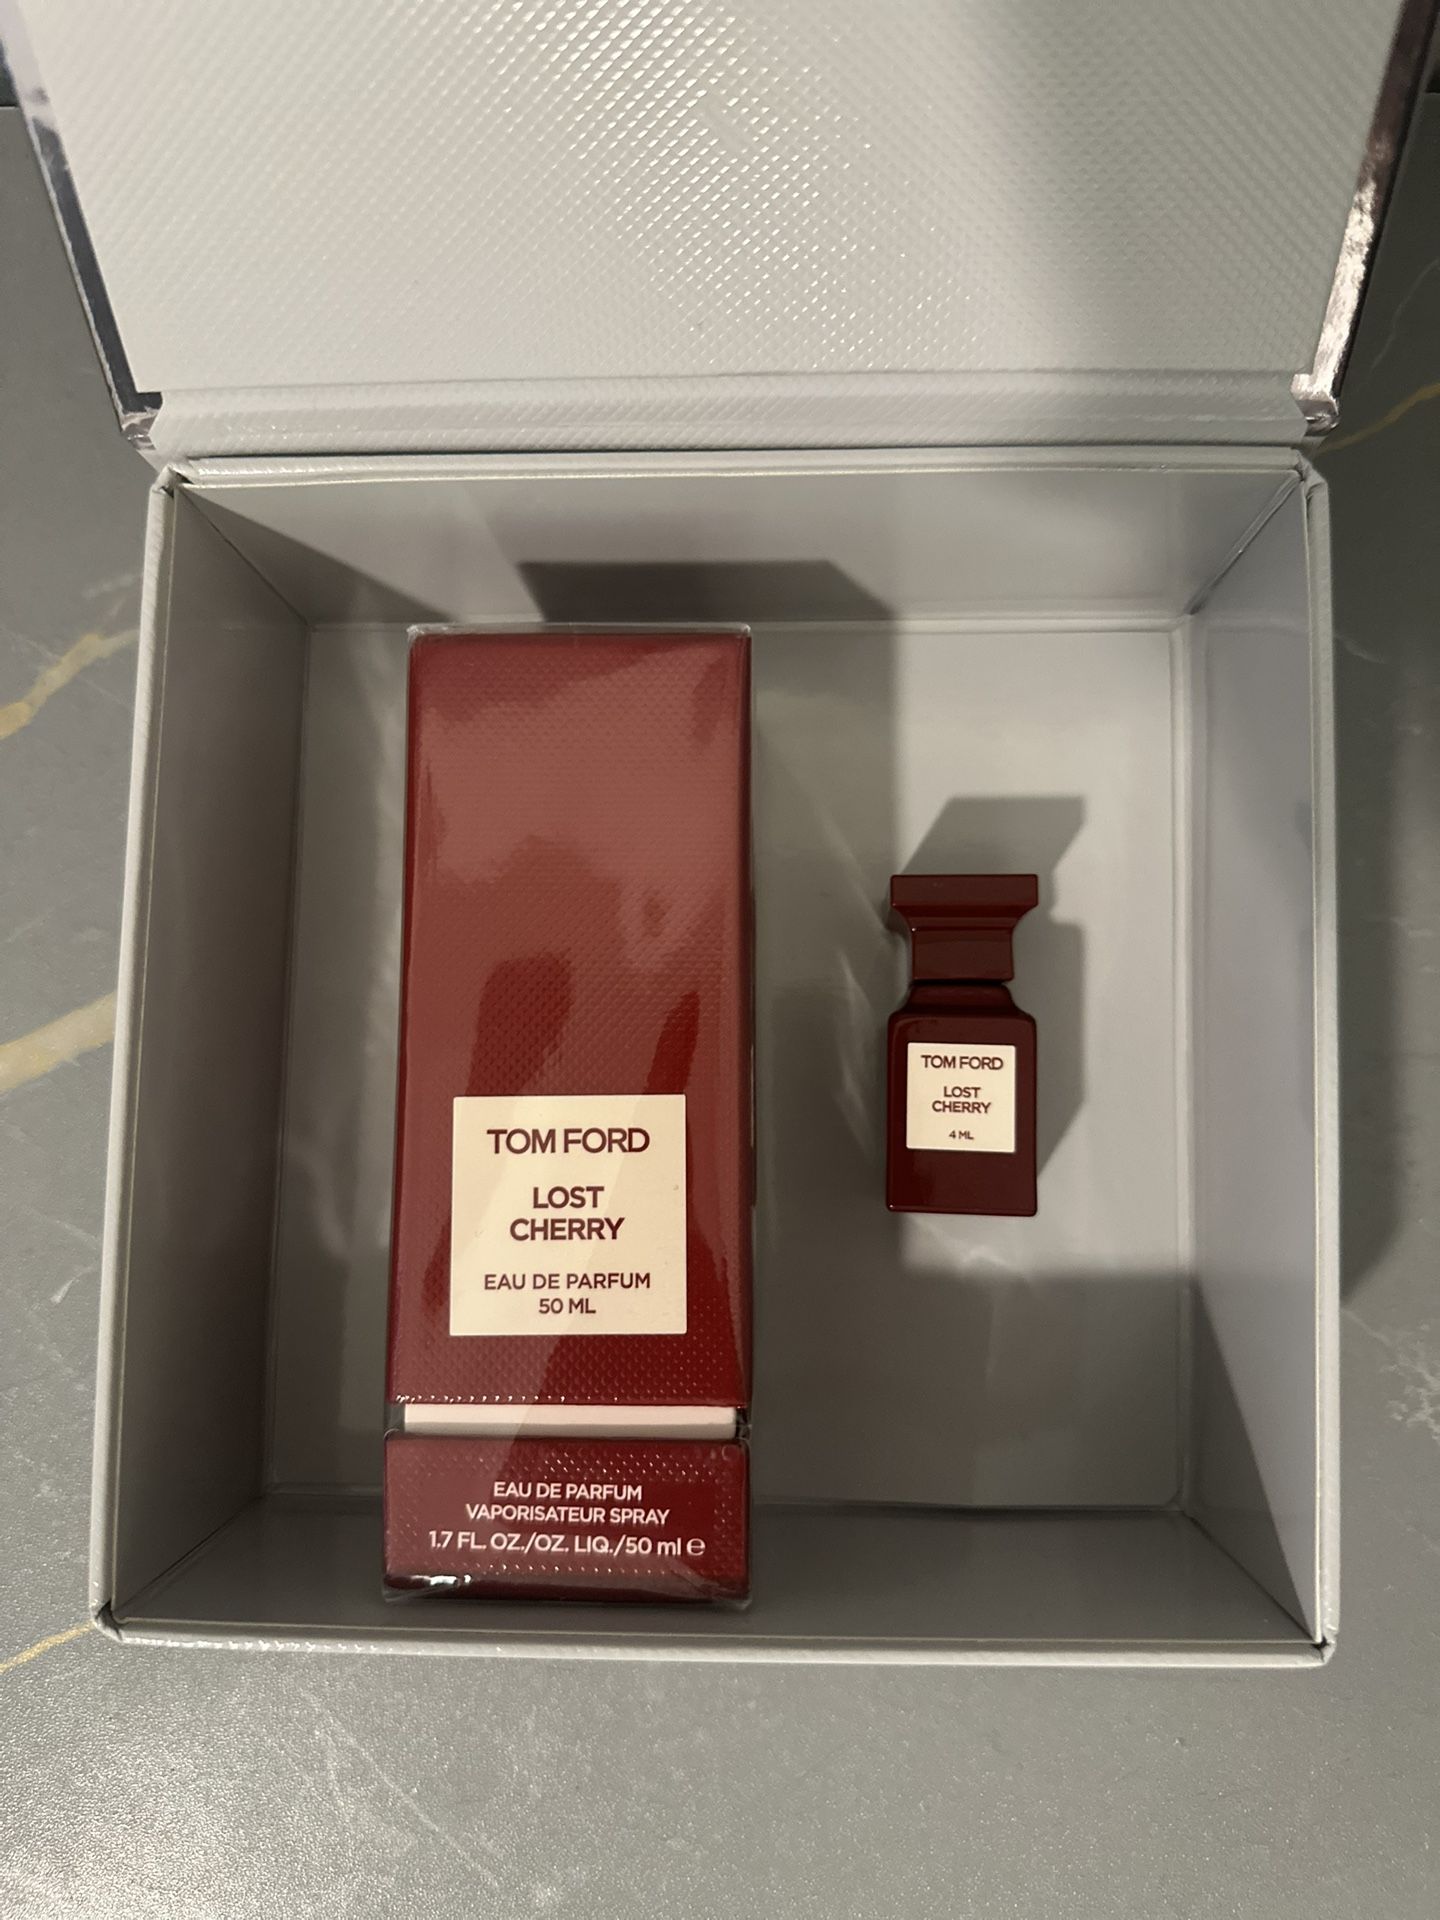 TOM FORD
LOST
CHERRY
EAU DE PARFUM
50 ML
EAU DE PARFUM
VAPORISATEUR SPRAY
1.7 FL. OZ./OZ. LIQ./50 ml ℮
TOM FORD
LOST
CHERRY
4 ML